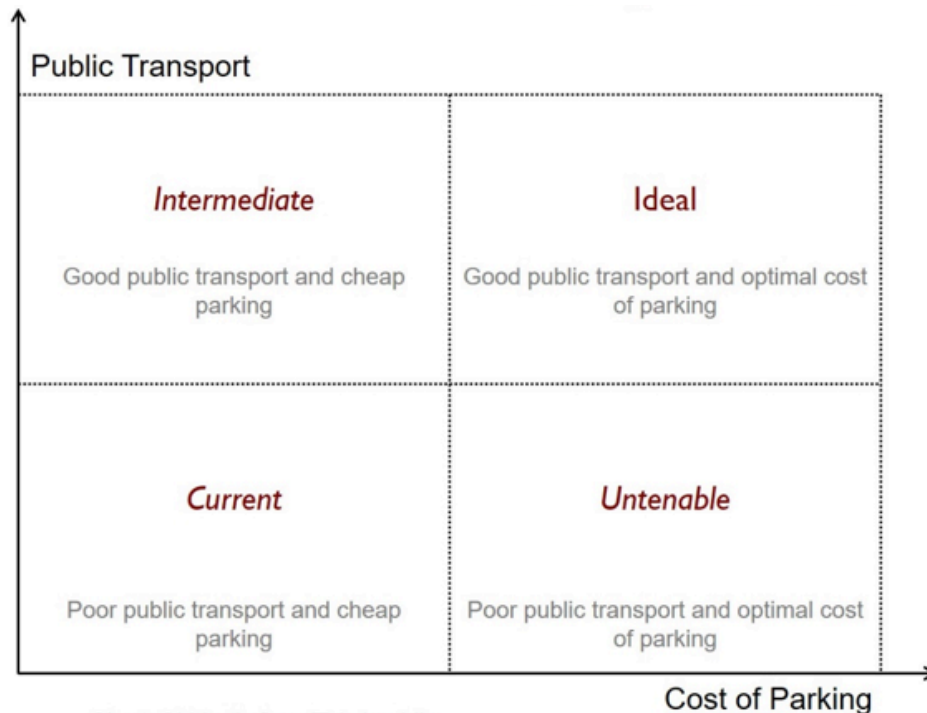 Public Transport
Intermediate
Ideal
Good public transport and cheap
parking
Good public transport and optimal cost
of parking
Current
Untenable
Poor public transport and cheap
parking
Poor public transport and optimal cost
of parking
Cost of Parking